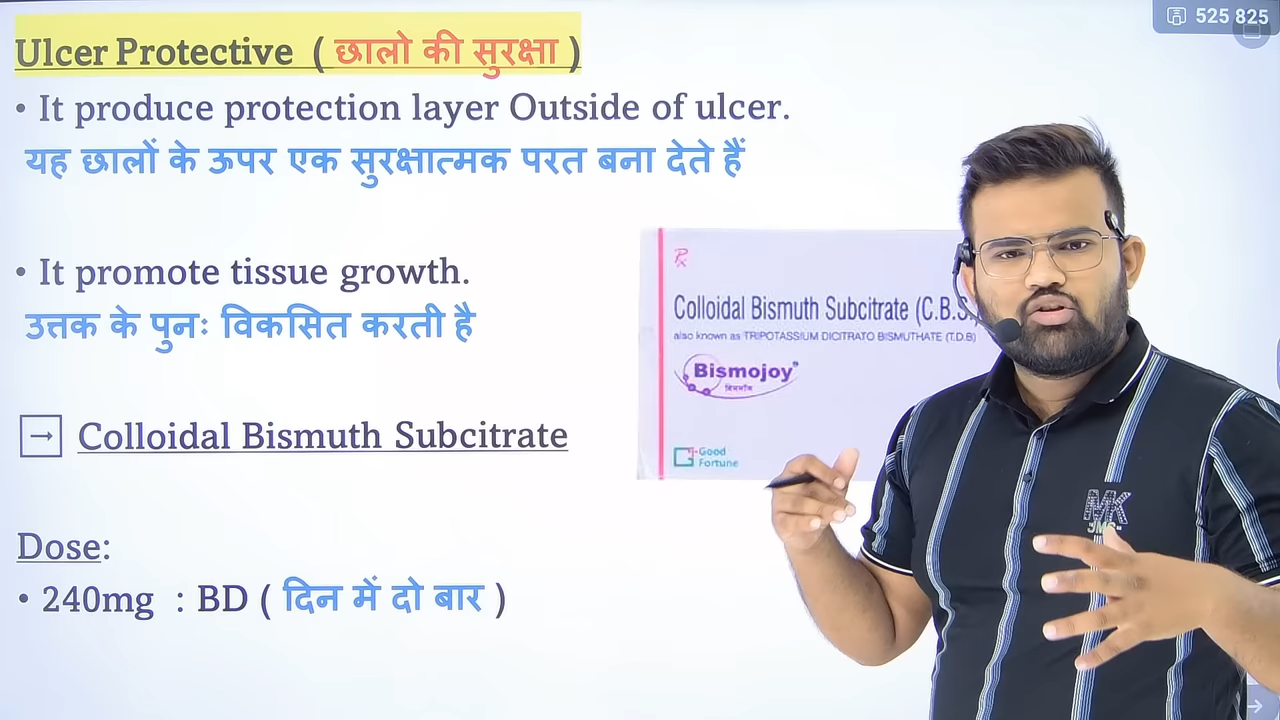 525 825
Ulcer Protective ( छालो की सुरक्षा )
• It produce protection layer Outside of ulcer.
यह छालों के ऊपर एक सुरक्षात्मक परत बना देते हैं
• It promote tissue growth.
उत्तक के पुनः विकसित करती है
→ Colloidal Bismuth Subcitrate
Dose:
• 240mg : BD ( दिन में दो बार )
Rx
Colloidal Bismuth Subcitrate (C.B.S.)
also known as TRIPOTASSIUM DICITRATO BISMUTHATE (T.D.B)
Bismojoy
Good
Fortune
MK